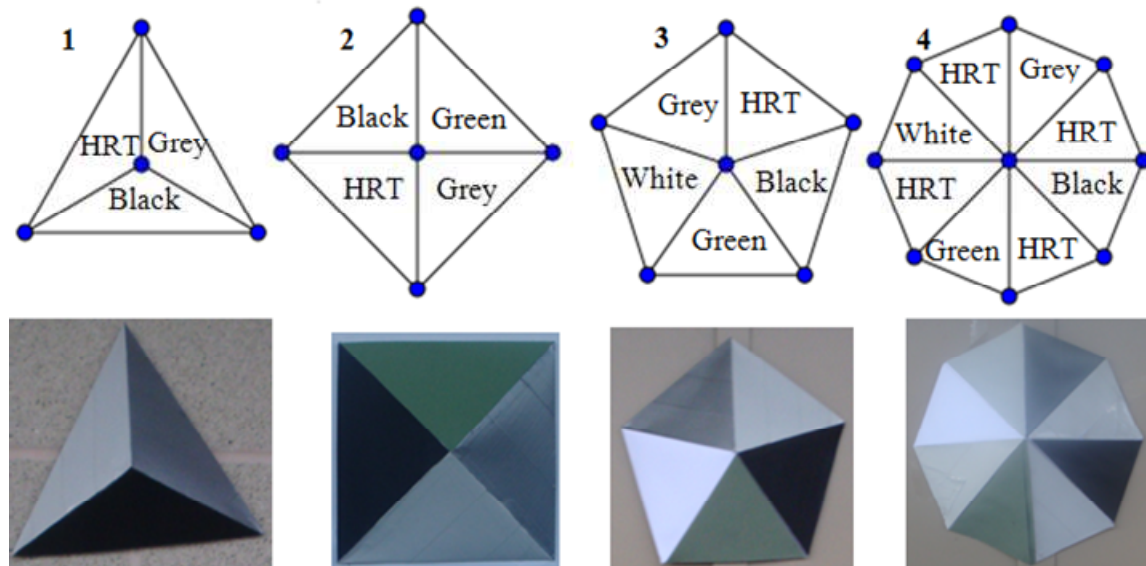 1
HRT Grey
Black
2
Black Green
HRT Grey
3
Grey HRT
White Black
Green
4
HRT Grey
White HRT
HRT Black
Green HRT